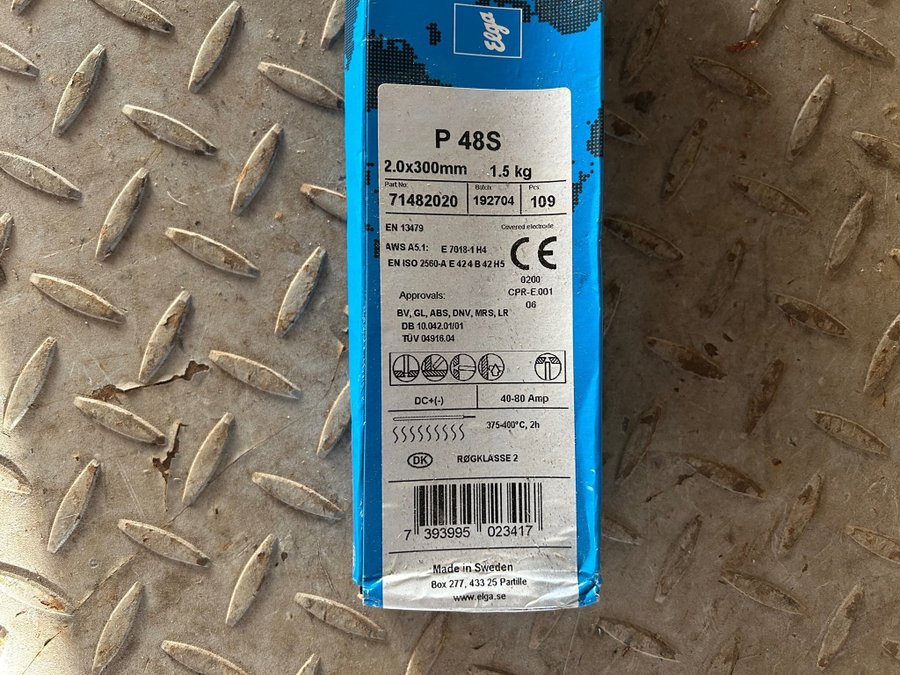 Elga
P 48S
2.0x300mm 1.5 kg
Part No: Batch Pcs
71482020 192704 109
EN 13479 Covered electrode
AWS A5.1: E 7018-1 H4
EN ISO 2560-A E 42 4 B 42 H5
CE
0200
CPR-E.001
06
Approvals:
BV, GL, ABS, DNV, MRS, LR
DB 10.042.01/01
TÜV 04916.04
DC+(-) 40-80 Amp
375-400°C, 2h
DK RØGKLASSE 2
7 393995 023417
Made in Sweden
Box 277, 433 25 Partille
www.elga.se